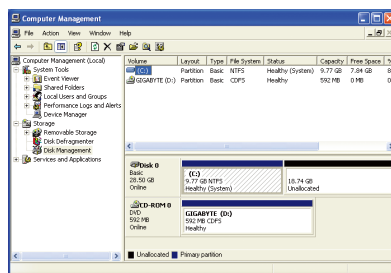 Computer Management
File Action View Window Help
Computer Management (Local)
System Tools
Event Viewer
Shared Folders
Local Users and Groups
Performance Logs and Alerts
Device Manager
Storage
Removable Storage
Disk Defragmenter
Disk Management
Services and Applications
Volume Layout Type File System Status Capacity Free Space %
(C:) Partition Basic NTFS Healthy (System) 9.77 GB 7.84 GB 8
GIGABYTE (D:) Partition Basic CDFS Healthy 592 MB 0 MB 0
Disk 0
Basic
28.50 GB
Online
(C:)
9.77 GB NTFS
Healthy (System)
18.74 GB
Unallocated
CD-ROM 0
DVD
592 MB
Online
GIGABYTE (D:)
592 MB CDFS
Healthy
Unallocated Primary partition